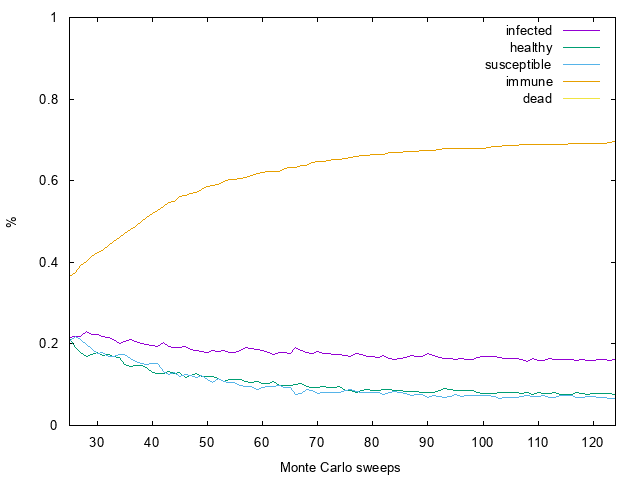 1
infected
healthy
susceptible
immune
dead
0.8
0.6
%
0.4
0.2
0
30 40 50 60 70 80 90 100 110 120
Monte Carlo sweeps